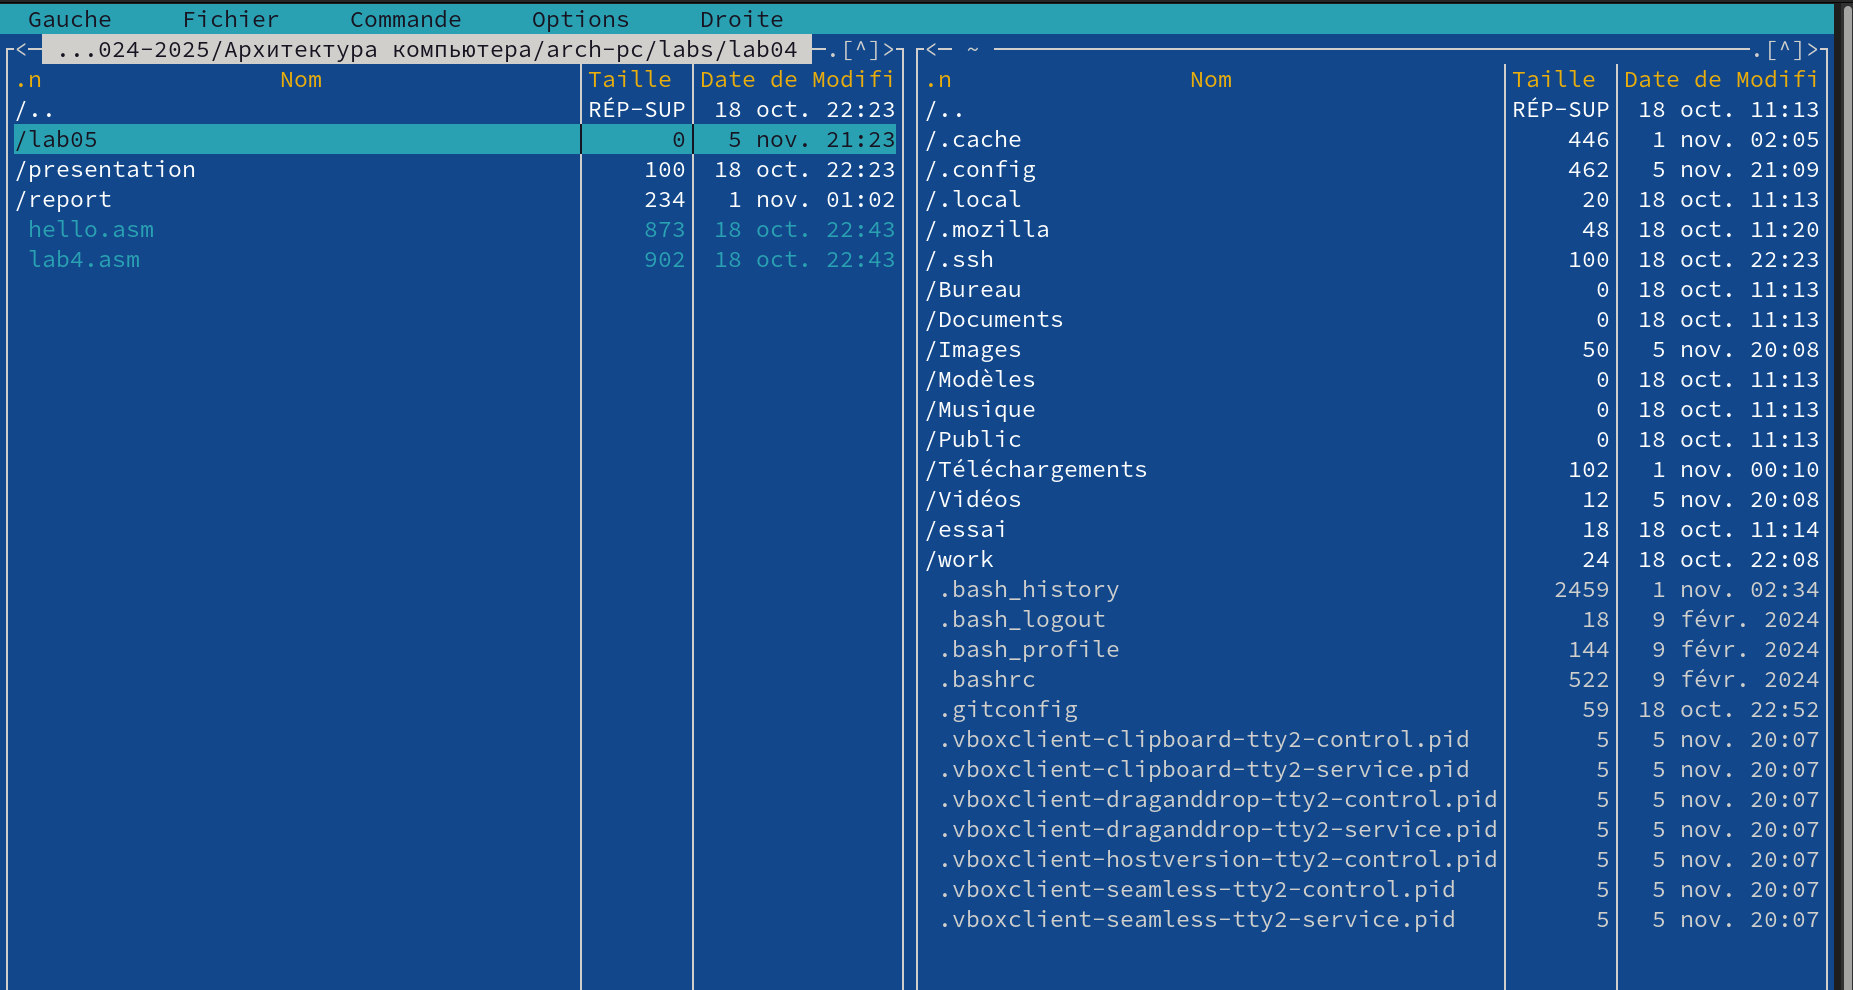 Gauche Fichier Commande Options Droite
<— ...024-2025/Архитектура компьютера/arch-pc/labs/lab04 —.[^]>
.n Nom Taille Date de Modifi
/.. RÉP-SUP 18 oct. 22:23
/lab05 0 5 nov. 21:23
/presentation 100 18 oct. 22:23
/report 234 1 nov. 01:02
hello.asm 873 18 oct. 22:43
lab4.asm 902 18 oct. 22:43
<— ~ —.[^]>
.n Nom Taille Date de Modifi
/.. RÉP-SUP 18 oct. 11:13
/.cache 446 1 nov. 02:05
/.config 462 5 nov. 21:09
/.local 20 18 oct. 11:13
/.mozilla 48 18 oct. 11:20
/.ssh 100 18 oct. 22:23
/Bureau 0 18 oct. 11:13
/Documents 0 18 oct. 11:13
/Images 50 5 nov. 20:08
/Modèles 0 18 oct. 11:13
/Musique 0 18 oct. 11:13
/Public 0 18 oct. 11:13
/Téléchargements 102 1 nov. 00:10
/Vidéos 12 5 nov. 20:08
/essai 18 18 oct. 11:14
/work 24 18 oct. 22:08
.bash_history 2459 1 nov. 02:34
.bash_logout 18 9 févr. 2024
.bash_profile 144 9 févr. 2024
.bashrc 522 9 févr. 2024
.gitconfig 59 18 oct. 22:52
.vboxclient-clipboard-tty2-control.pid 5 5 nov. 20:07
.vboxclient-clipboard-tty2-service.pid 5 5 nov. 20:07
.vboxclient-draganddrop-tty2-control.pid 5 5 nov. 20:07
.vboxclient-draganddrop-tty2-service.pid 5 5 nov. 20:07
.vboxclient-hostversion-tty2-control.pid 5 5 nov. 20:07
.vboxclient-seamless-tty2-control.pid 5 5 nov. 20:07
.vboxclient-seamless-tty2-service.pid 5 5 nov. 20:07